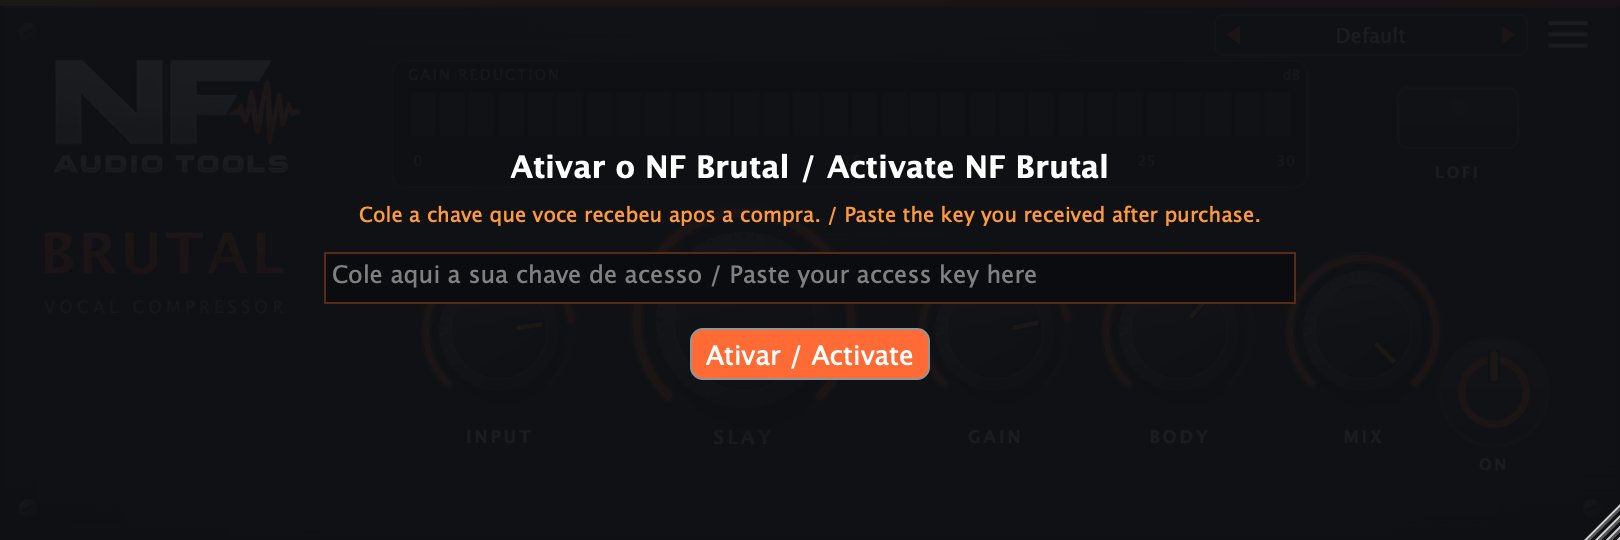 Default
NF
AUDIO TOOLS
GAIN REDUCTION
dB
0
25
30
LOFI
Ativar o NF Brutal / Activate NF Brutal
Cole a chave que voce recebeu apos a compra. / Paste the key you received after purchase.
BRUTAL
VOCAL COMPRESSOR
Cole aqui a sua chave de acesso / Paste your access key here
Ativar / Activate
INPUT
SLAY
GAIN
BODY
MIX
ON